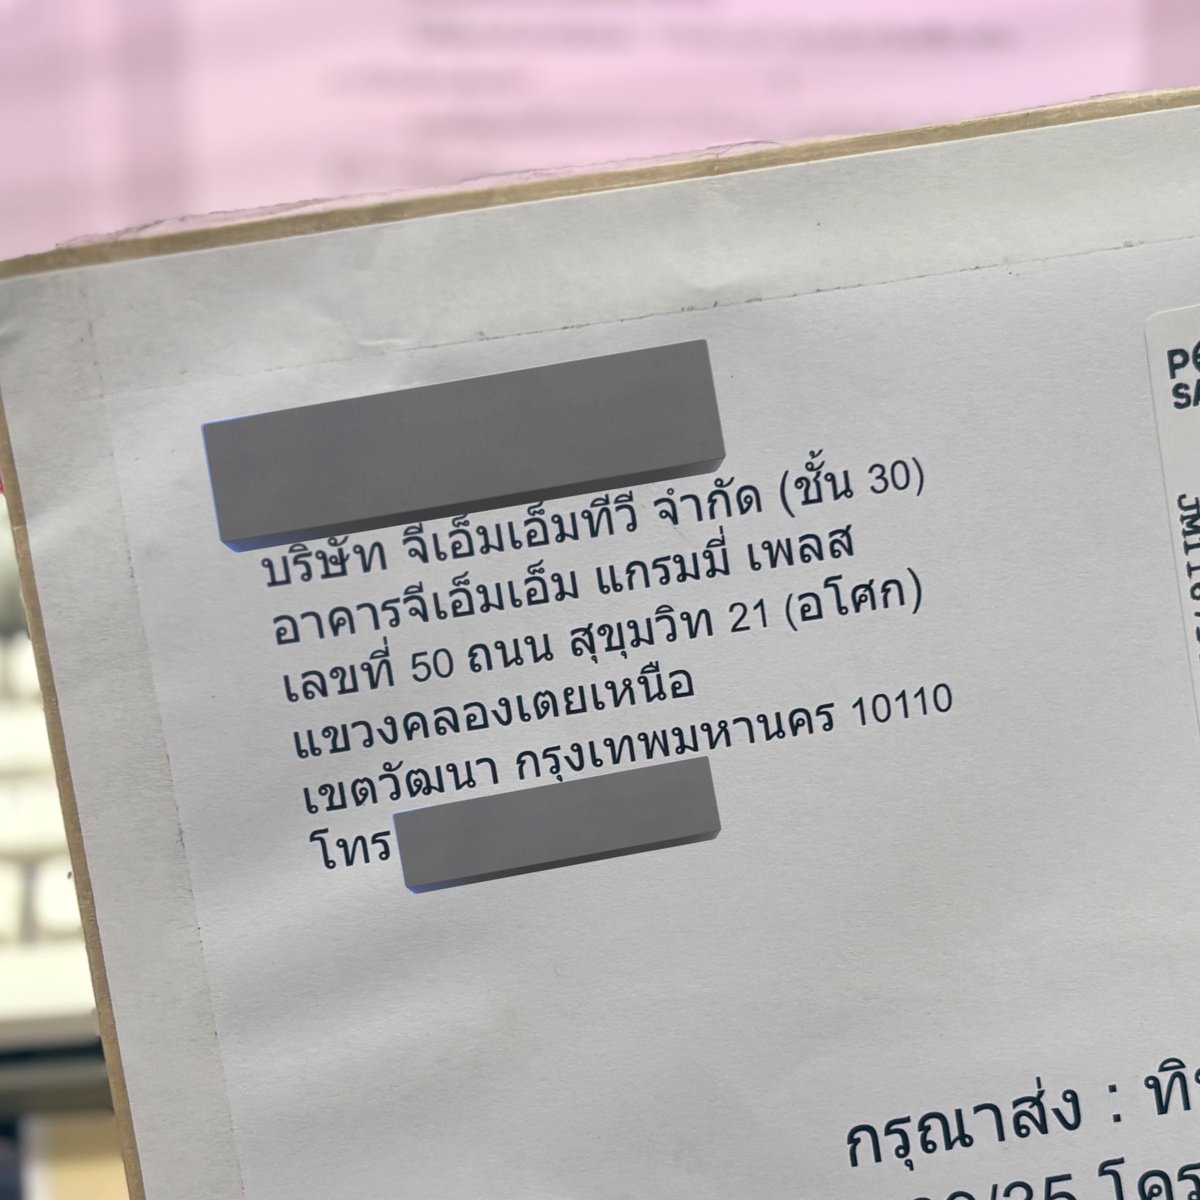 บริษัท จีเอ็มเอ็มทีวี จำกัด (ชั้น 30)
อาคารจีเอ็มเอ็ม แกรมมี่ เพลส
เลขที่ 50 ถนน สุขุมวิท 21 (อโศก)
แขวงคลองเตยเหนือ
เขตวัฒนา กรุงเทพมหานคร 10110
โทร
กรุณาส่ง :